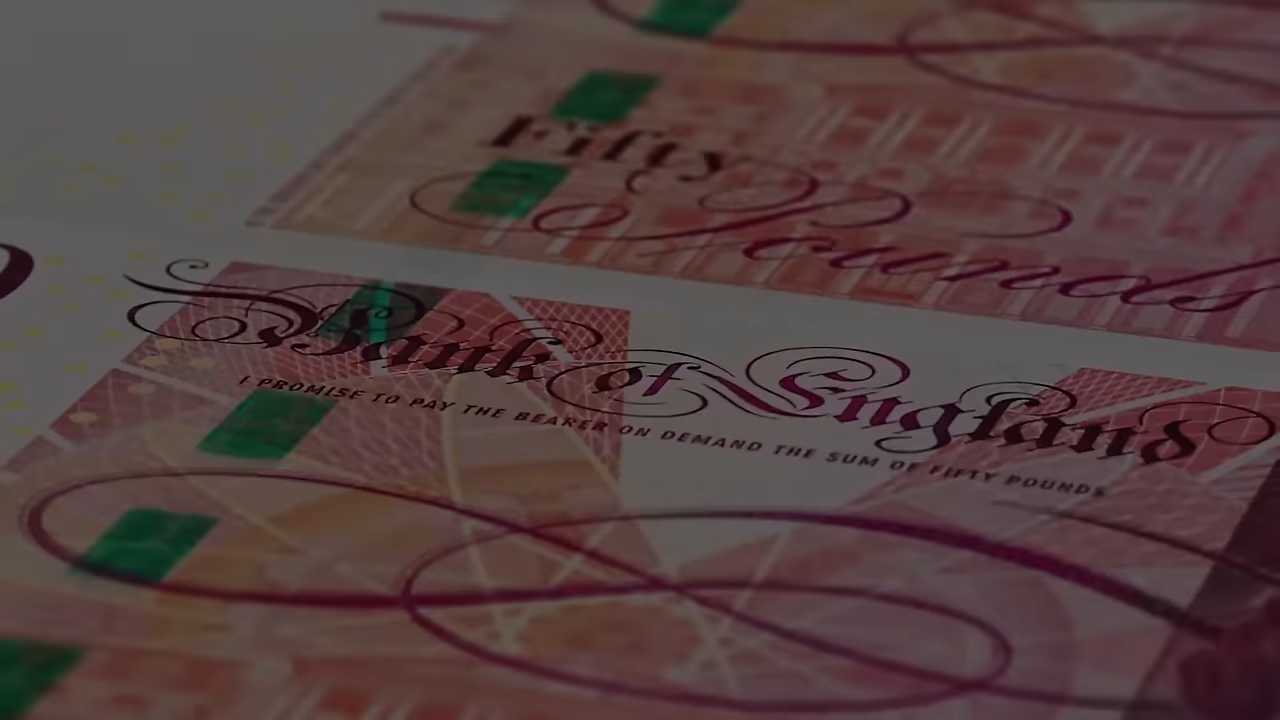 Fifty
Pounds
Bank of England
I PROMISE TO PAY THE BEARER ON DEMAND THE SUM OF FIFTY POUNDS